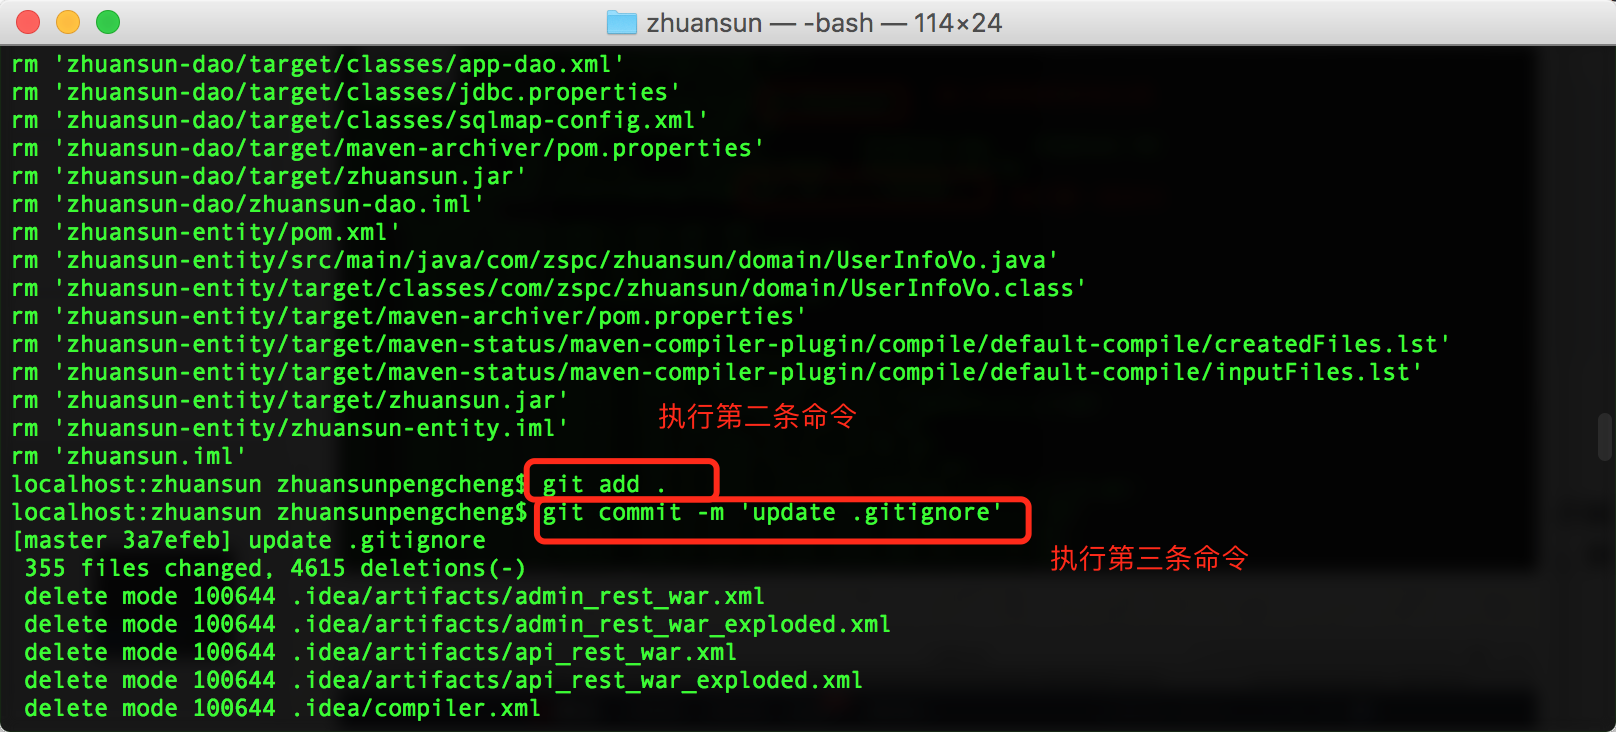 zhuansun — -bash — 114×24
rm 'zhuansun-dao/target/classes/app-dao.xml'
rm 'zhuansun-dao/target/classes/jdbc.properties'
rm 'zhuansun-dao/target/classes/sqlmap-config.xml'
rm 'zhuansun-dao/target/maven-archiver/pom.properties'
rm 'zhuansun-dao/target/zhuansun.jar'
rm 'zhuansun-dao/zhuansun-dao.iml'
rm 'zhuansun-entity/pom.xml'
rm 'zhuansun-entity/src/main/java/com/zspc/zhuansun/domain/UserInfoVo.java'
rm 'zhuansun-entity/target/classes/com/zspc/zhuansun/domain/UserInfoVo.class'
rm 'zhuansun-entity/target/maven-archiver/pom.properties'
rm 'zhuansun-entity/target/maven-status/maven-compiler-plugin/compile/default-compile/createdFiles.lst'
rm 'zhuansun-entity/target/maven-status/maven-compiler-plugin/compile/default-compile/inputFiles.lst'
rm 'zhuansun-entity/target/zhuansun.jar'
执行第二条命令
rm 'zhuansun-entity/zhuansun-entity.iml'
rm 'zhuansun.iml'
localhost:zhuansun zhuansunpengcheng$ git add .
localhost:zhuansun zhuansunpengcheng$ git commit -m 'update .gitignore'
[master 3a7efeb] update .gitignore
执行第三条命令
355 files changed, 4615 deletions(-)
delete mode 100644 .idea/artifacts/admin_rest_war.xml
delete mode 100644 .idea/artifacts/admin_rest_war_exploded.xml
delete mode 100644 .idea/artifacts/api_rest_war.xml
delete mode 100644 .idea/artifacts/api_rest_war_exploded.xml
delete mode 100644 .idea/compiler.xml